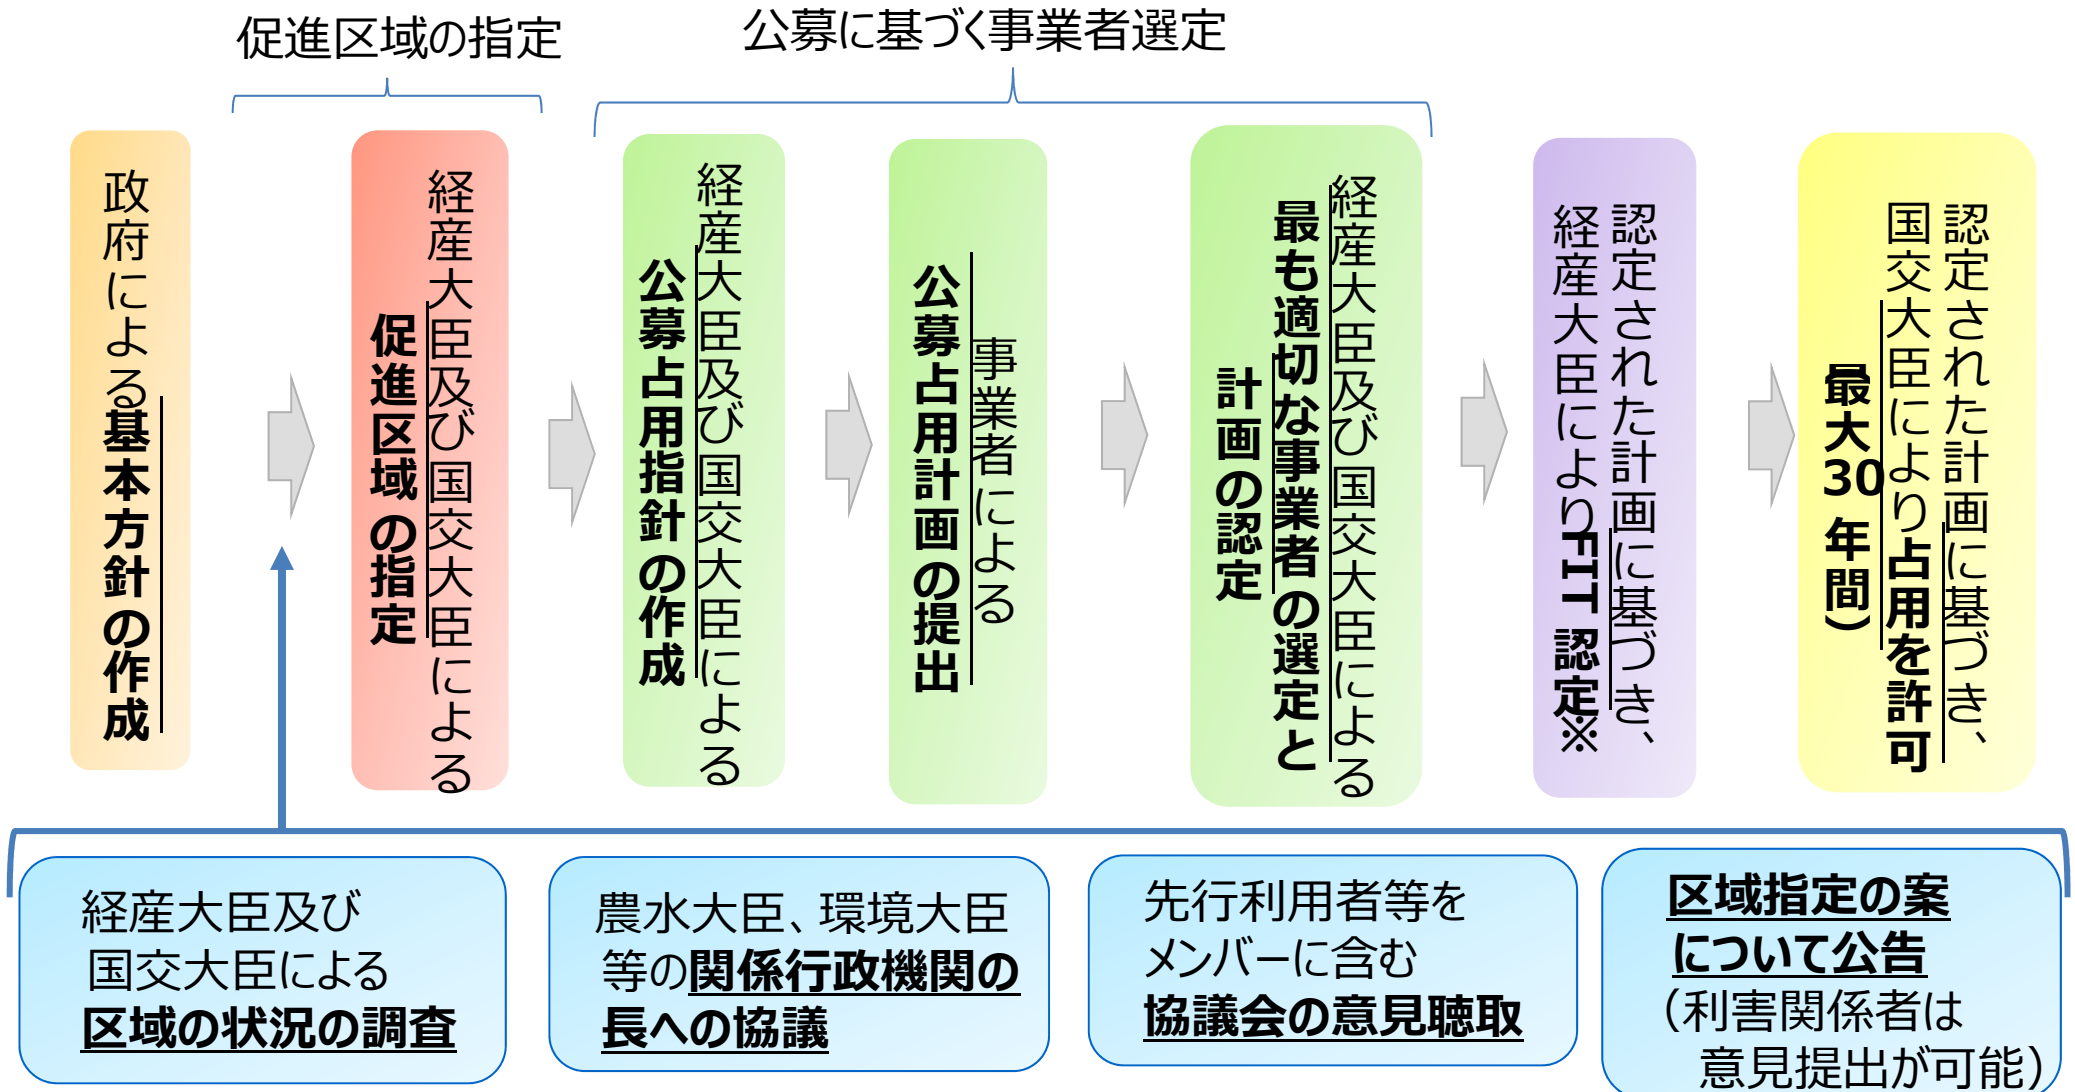 促進区域の指定
公募に基づく事業者選定
政府による基本方針の作成
経産大臣及び国交大臣による
促進区域の指定
経産大臣及び国交大臣による
公募占用指針の作成
事業者による
公募占用計画の提出
経産大臣及び国交大臣による
最も適切な事業者の選定と
計画の認定
認定された計画に基づき、
経産大臣によりFIT認定※
認定された計画に基づき、
国交大臣により占用を許可
（最大30年間）
経産大臣及び
国交大臣による
区域の状況の調査
農水大臣、環境大臣
等の関係行政機関の
長への協議
先行利用者等を
メンバーに含む
協議会の意見聴取
区域指定の案
について公告
（利害関係者は
意見提出が可能）